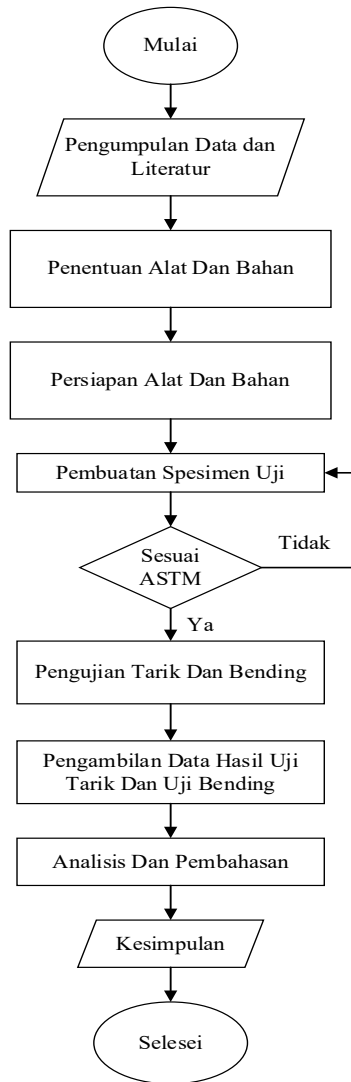 Mulai
Pengumpulan Data dan
Literatur
Penentuan Alat Dan Bahan
Persiapan Alat Dan Bahan
Pembuatan Spesimen Uji
Sesuai
ASTM
Tidak
Ya
Pengujian Tarik Dan Bending
Pengambilan Data Hasil Uji
Tarik Dan Uji Bending
Analisis Dan Pembahasan
Kesimpulan
Selesei